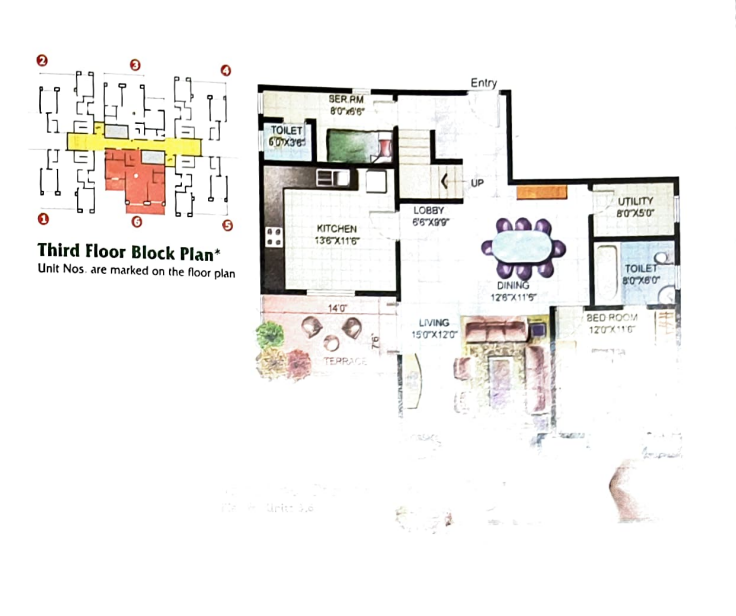 2
3
4
1
6
5
Third Floor Block Plan*
Unit Nos. are marked on the floor plan
Entry
SER.RM
8'0"x6'6"
TOILET
5'0"X3'6"
UP
LOBBY
6'6"X9'9"
UTILITY
8'0"X5'0"
KITCHEN
13'6"X11'6"
TOILET
8'0"X6'0"
DINING
12'6"X11'6"
14'0"
7'6"
TERRACE
LIVING
15'0"X12'0"
BED ROOM
12'0"X11'6"